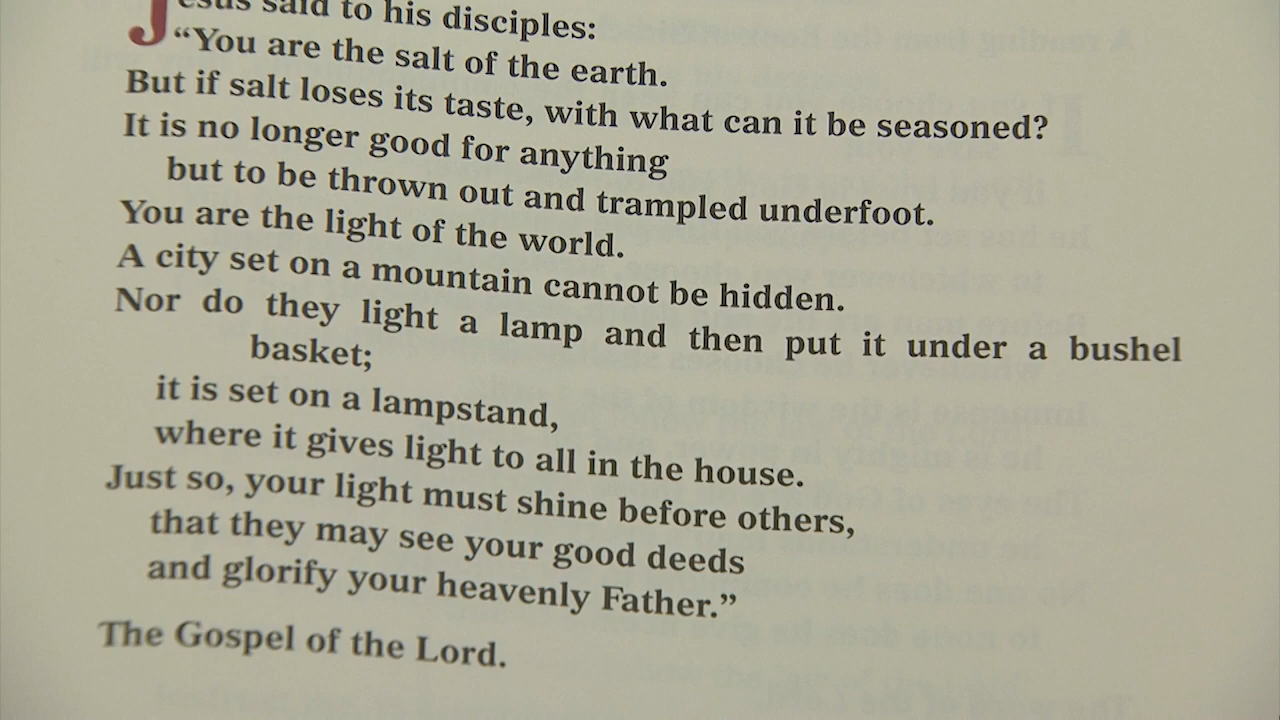 Jesus said to his disciples:
“You are the salt of the earth.
But if salt loses its taste, with what can it be seasoned?
It is no longer good for anything
but to be thrown out and trampled underfoot.
You are the light of the world.
A city set on a mountain cannot be hidden.
Nor do they light a lamp and then put it under a bushel
basket;
it is set on a lampstand,
where it gives light to all in the house.
Just so, your light must shine before others,
that they may see your good deeds
and glorify your heavenly Father.”
The Gospel of the Lord.